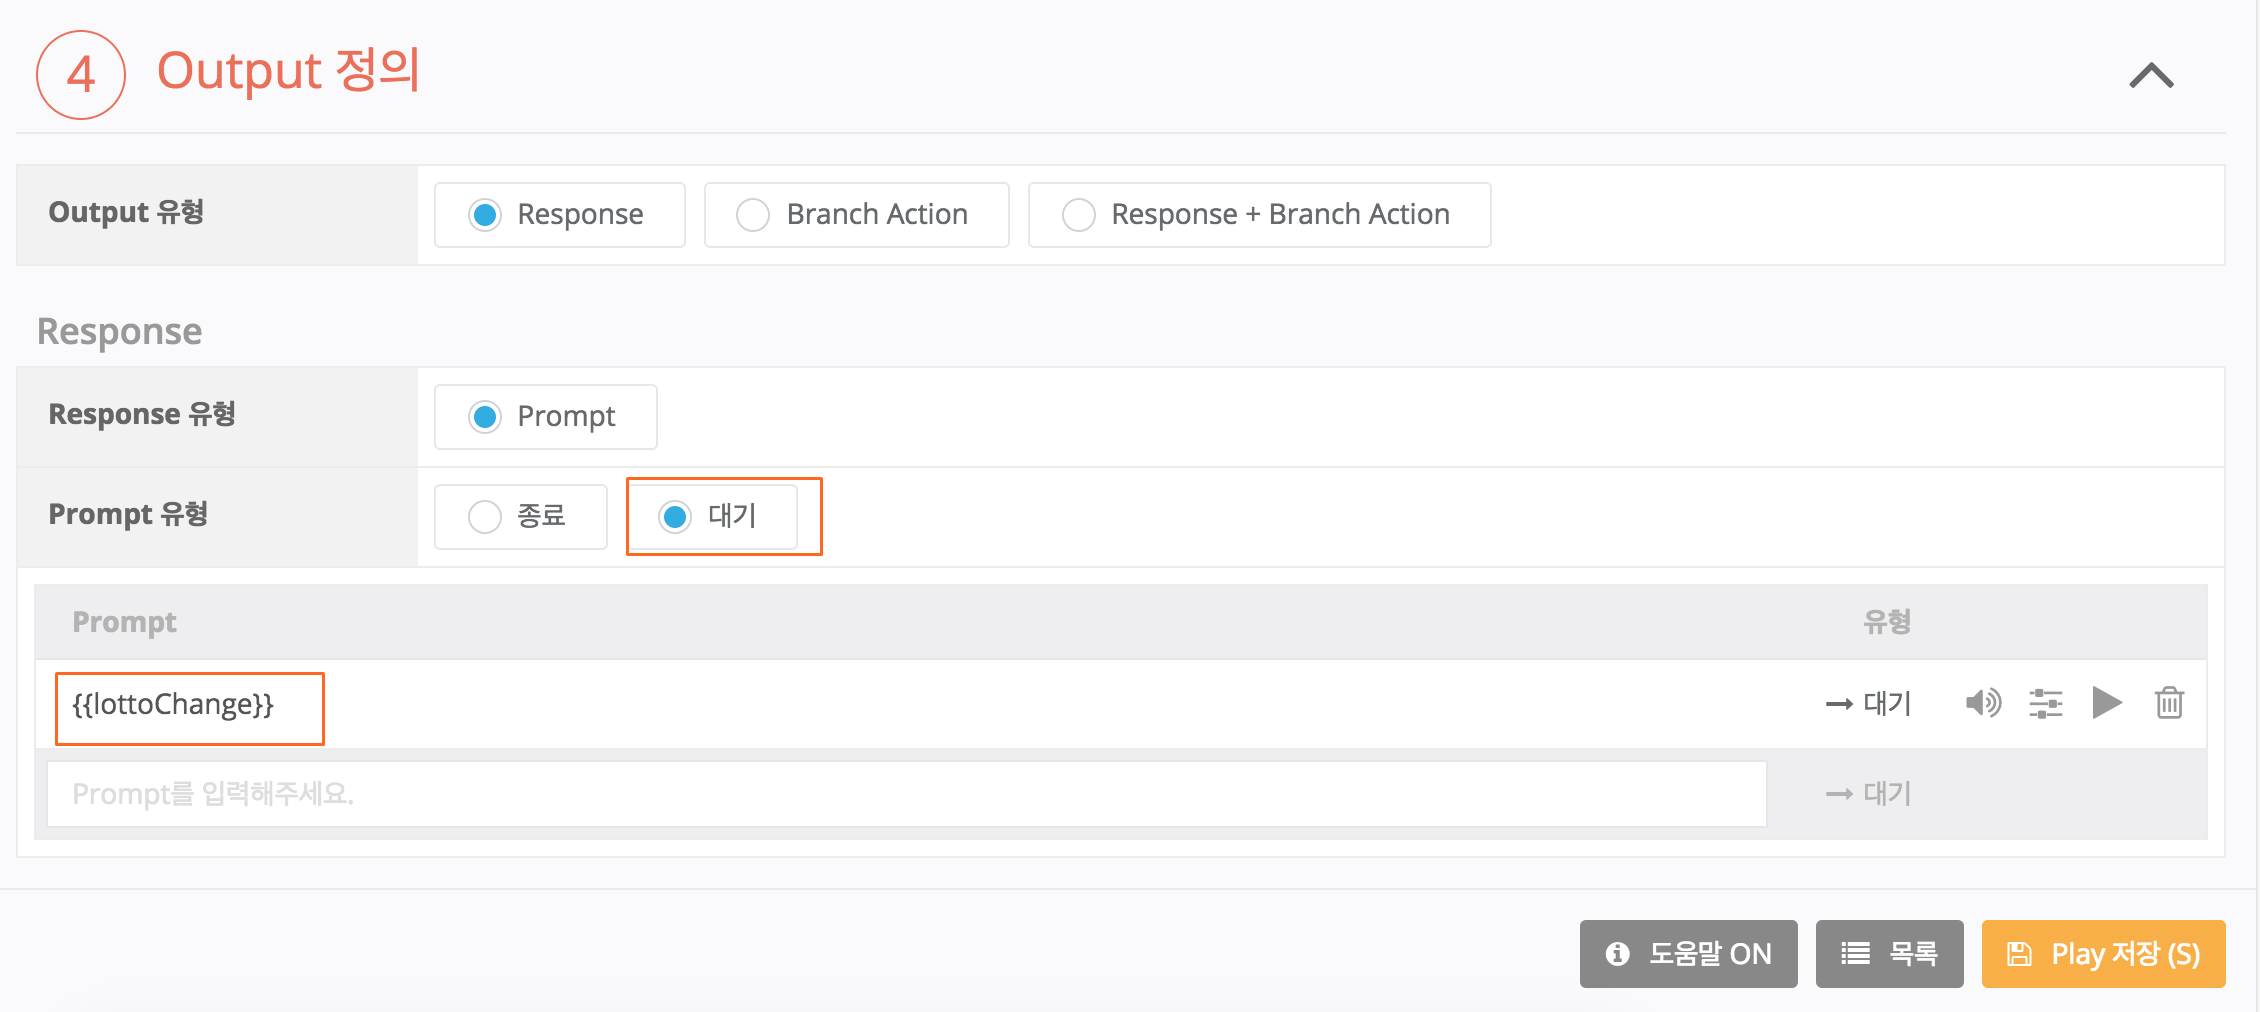 4 Output 정의
Output 유형 Response Branch Action Response + Branch Action
Response
Response 유형 Prompt
Prompt 유형 종료 대기
Prompt 유형
{{lottoChange}} 대기
Prompt를 입력해주세요. 대기
도움말 ON 목록 Play 저장 (S)